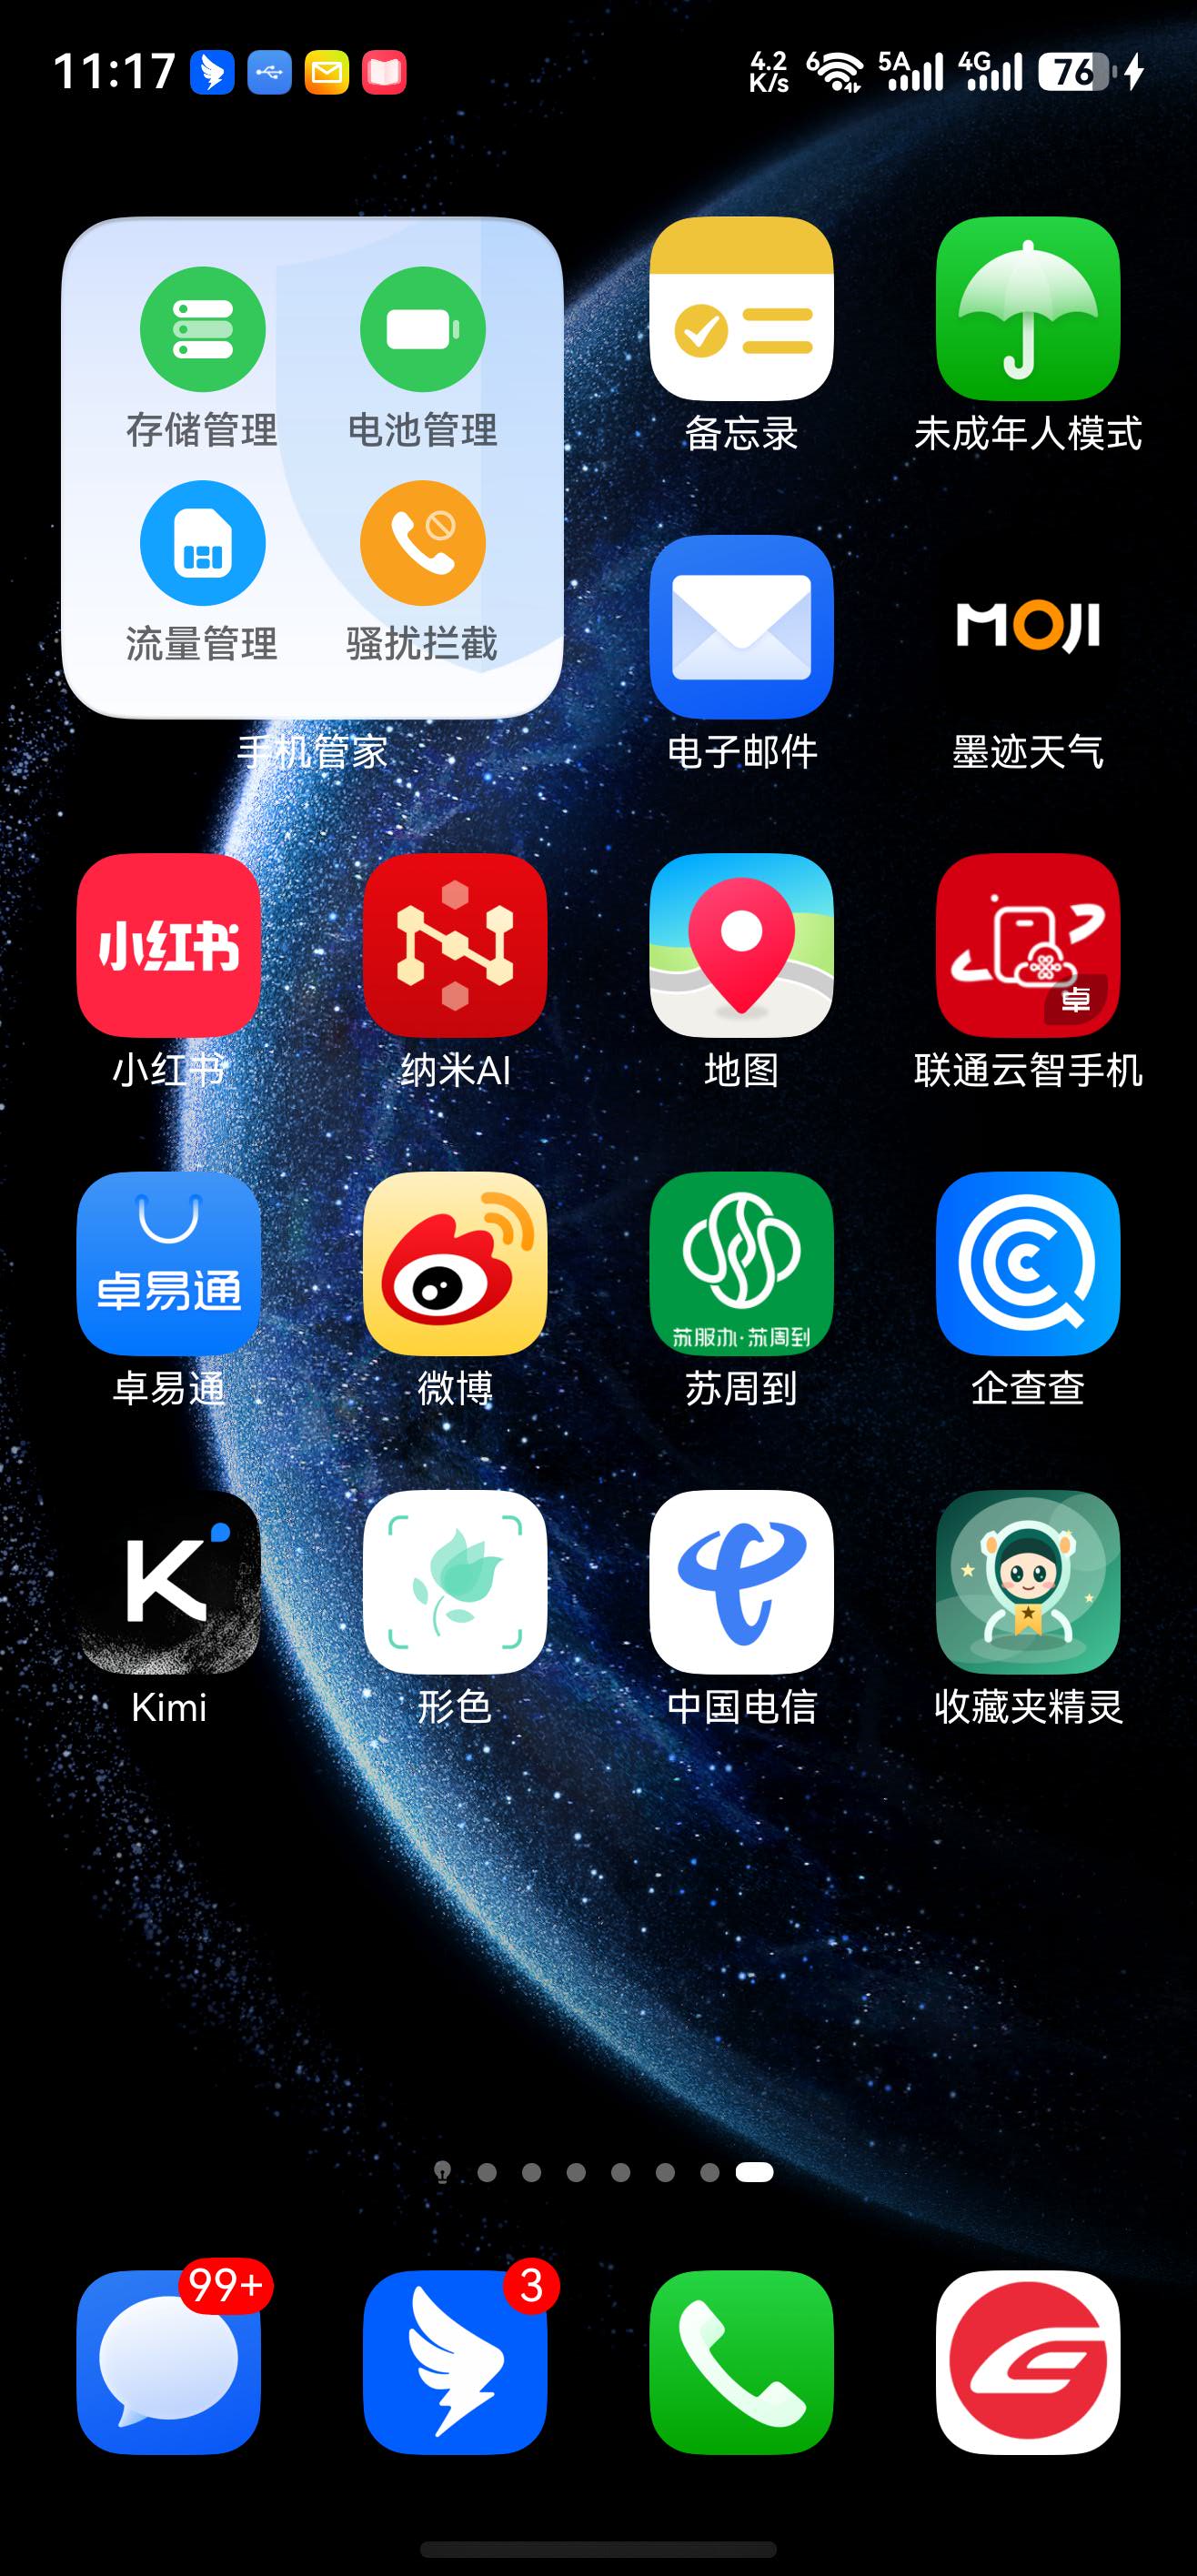 11:17
4.2 K/s 6 5A 4G 76
存储管理 电池管理
流量管理 骚扰拦截
手机管家
备忘录 未成年人模式
MOJI
电子邮件 墨迹天气
小红书
卓
小红书 纳米AI 地图 联通云智手机
卓易通
苏服办·苏周到
卓易通 微博 苏周到 企查查
K
Kimi 形色 中国电信 收藏夹精灵
99+ 3